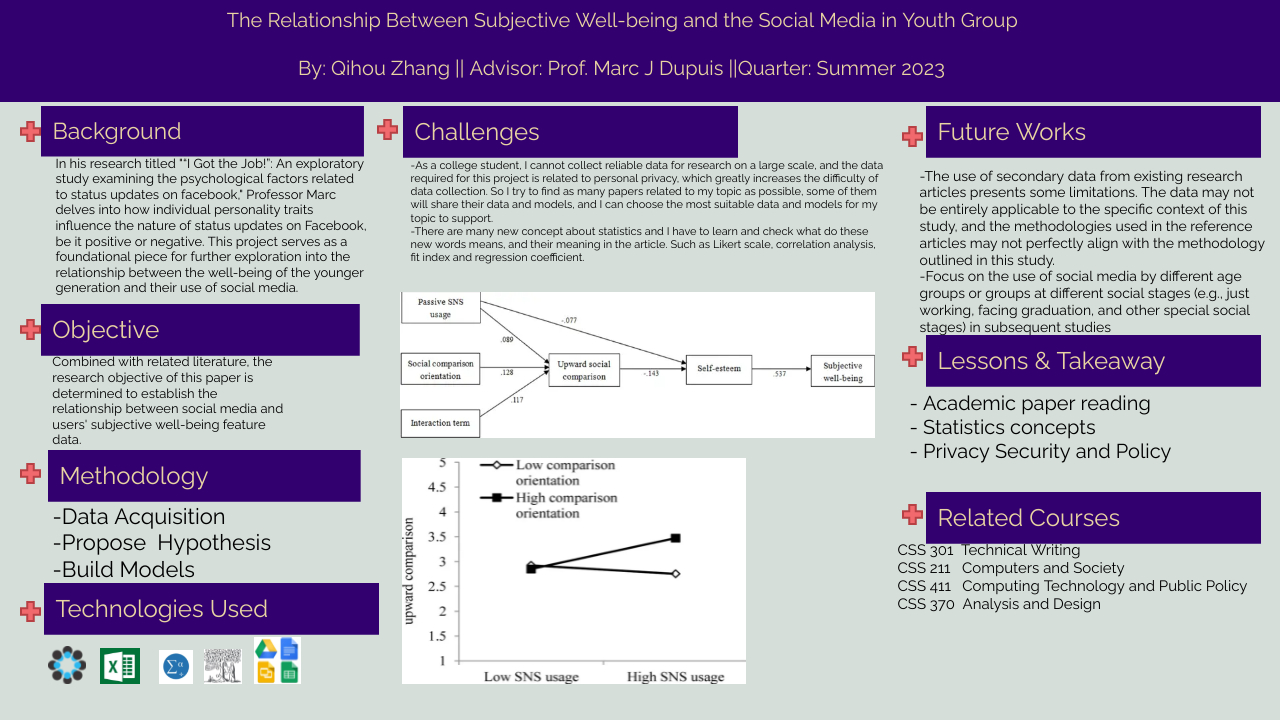 The Relationship Between Subjective Well-being and the Social Media in Youth Group
By: Qihou Zhang || Advisor: Prof. Marc J Dupuis ||Quarter: Summer 2023
Background
In his research titled "“I Got the Job!”: An exploratory
study examining the psychological factors related
to status updates on facebook," Professor Marc
delves into how individual personality traits
influence the nature of status updates on Facebook,
be it positive or negative. This project serves as a
foundational piece for further exploration into the
relationship between the well-being of the younger
generation and their use of social media.
Objective
Combined with related literature, the
research objective of this paper is
determined to establish the
relationship between social media and
users' subjective well-being feature
data.
Methodology
-Data Acquisition
-Propose  Hypothesis
-Build Models
Technologies Used
Challenges
-As a college student, I cannot collect reliable data for research on a large scale, and the data
required for this project is related to personal privacy, which greatly increases the difficulty of
data collection. So I try to find as many papers related to my topic as possible, some of them
will share their data and models, and I can choose the most suitable data and models for my
topic to support.
-There are many new concept about statistics and I have to learn and check what do these
new words means, and their meaning in the article. Such as Likert scale, correlation analysis,
fit index and regression coefficient.
Passive SNS
usage
-.077
.089
Social comparison
orientation
.128
Upward social
comparison
-.143
Self-esteem
.537
Subjective
well-being
.117
Interaction term
5
4.5
4
3.5
3
2.5
2
1.5
1
upward comparison
Low comparison
orientation
High comparison
orientation
Low SNS usage
High SNS usage
Future Works
-The use of secondary data from existing research
articles presents some limitations. The data may not
be entirely applicable to the specific context of this
study, and the methodologies used in the reference
articles may not perfectly align with the methodology
outlined in this study.
-Focus on the use of social media by different age
groups or groups at different social stages (e.g., just
working, facing graduation, and other special social
stages) in subsequent studies
Lessons & Takeaway
- Academic paper reading
- Statistics concepts
- Privacy Security and Policy
Related Courses
CSS 301  Technical Writing
CSS 211   Computers and Society
CSS 411   Computing Technology and Public Policy
CSS 370  Analysis and Design